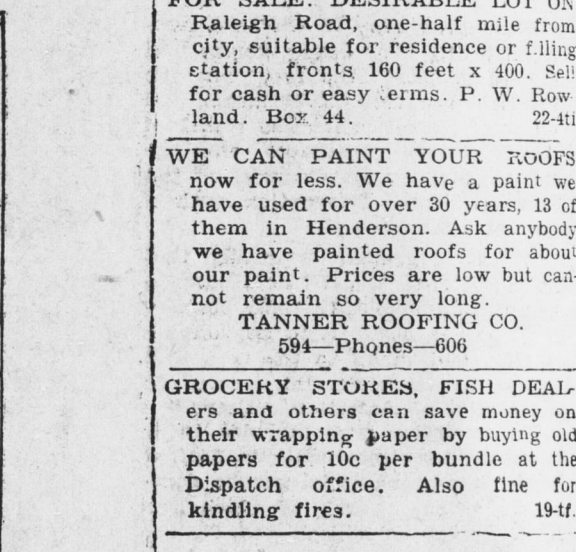 FOR SALE: DESIRABLE LOT ON
Raleigh Road, one-half mile from
city, suitable for residence or filling
station, fronts 160 feet x 400. Sell
for cash or easy terms. P. W. Row-
land. Box 44. 22-4ti
WE CAN PAINT YOUR ROOFS
now for less. We have a paint we
have used for over 30 years, 13 of
them in Henderson. Ask anybody
we have painted roofs for about
our paint. Prices are low but can-
not remain so very long.
TANNER ROOFING CO.
594—Phones—606
GROCERY STORES, FISH DEAL-
ers and others can save money on
their wrapping paper by buying old
papers for 10c per bundle at the
Dispatch office. Also fine for
kindling fires. 19-tf.